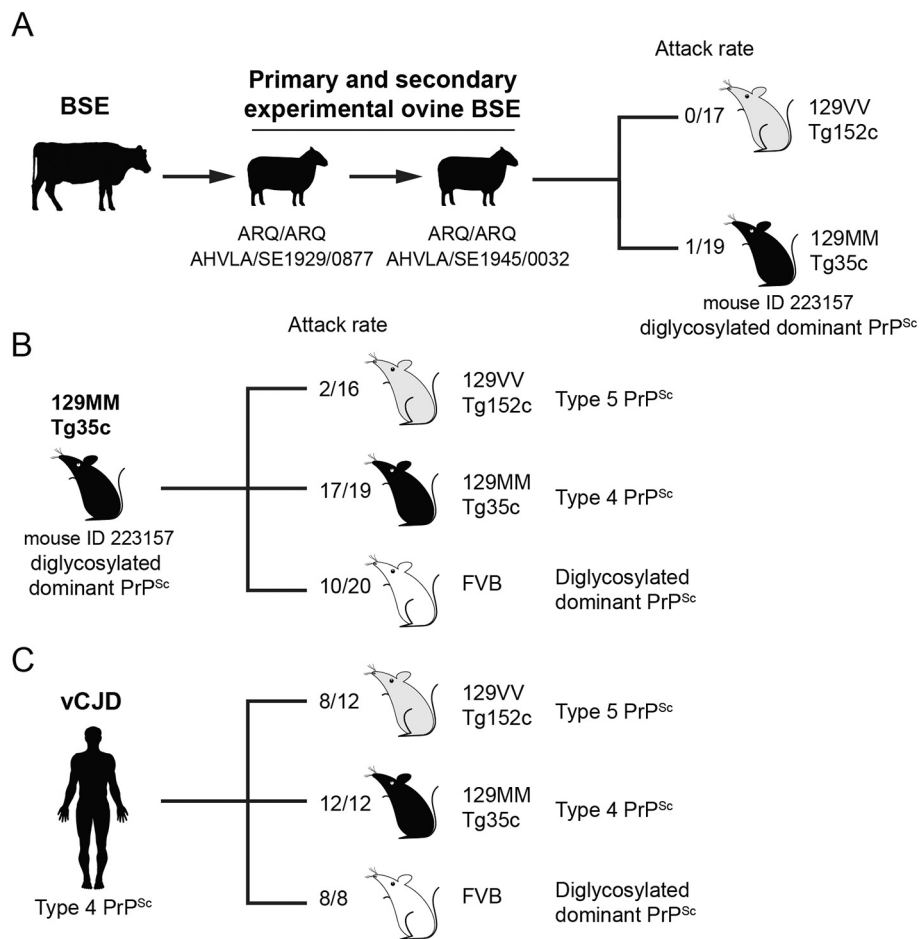 A
BSE
Primary and secondary
experimental ovine BSE
ARQ/ARQ
AHVLA/SE1929/0877
ARQ/ARQ
AHVLA/SE1945/0032
Attack rate
0/17
129VV
Tg152c
1/19
129MM
Tg35c
mouse ID 223157
diglycosylated dominant PrPSc
B
Attack rate
129MM
Tg35c
mouse ID 223157
diglycosylated
dominant PrPSc
2/16
129VV
Tg152c
Type 5 PrPSc
17/19
129MM
Tg35c
Type 4 PrPSc
10/20
FVB
Diglycosylated
dominant PrPSc
C
vCJD
Type 4 PrPSc
8/12
129VV
Tg152c
Type 5 PrPSc
12/12
129MM
Tg35c
Type 4 PrPSc
8/8
FVB
Diglycosylated
dominant PrPSc